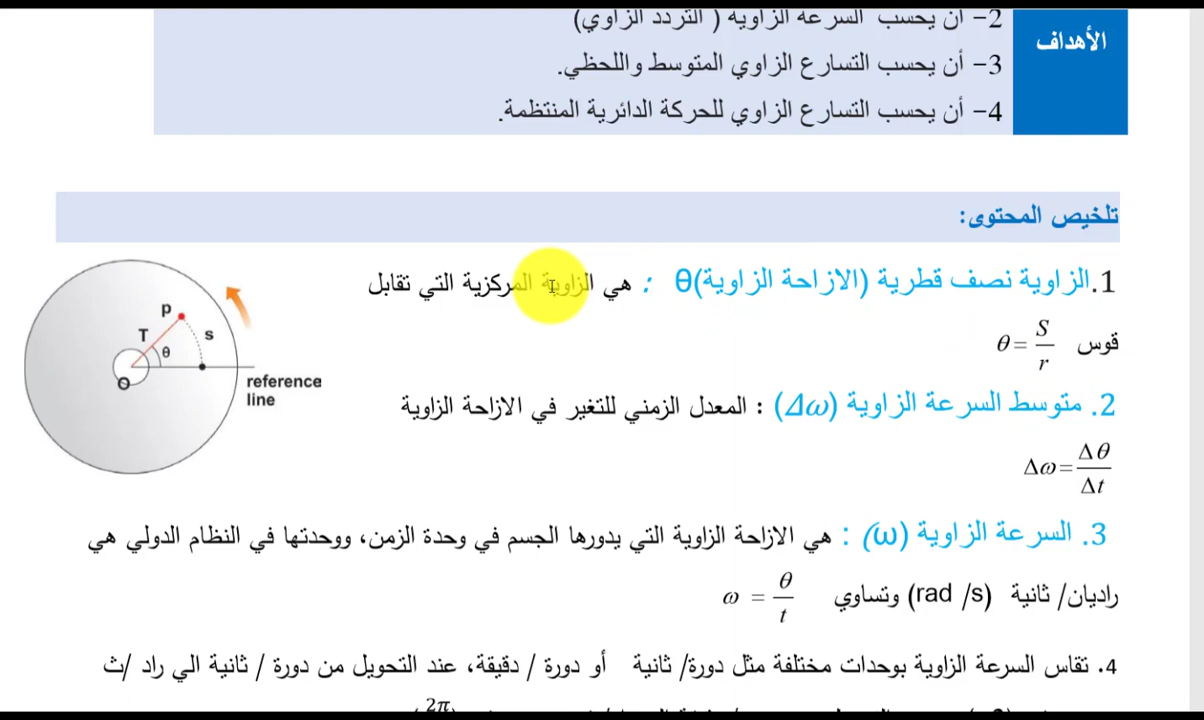 الأهداف
2- أن يحسب السرعة الزاوية ( التردد الزاوي)
3- أن يحسب التسارع الزاوي المتوسط واللحظي.
4- أن يحسب التسارع الزاوي للحركة الدائرية المنتظمة.
تلخيص المحتوى:
1.الزاوية نصف قطرية (الازاحة الزاوية)θ : هي الزاوية المركزية التي تقابل
قوس θ = S/r
2. متوسط السرعة الزاوية (Δω) : المعدل الزمني للتغير في الازاحة الزاوية
Δω = Δθ/Δt
p
T
s
θ
O
reference
line
3. السرعة الزاوية (ω) : هي الازاحة الزاوية التي يدورها الجسم في وحدة الزمن، ووحدتها في النظام الدولي هي
راديان/ ثانية (rad /s) وتساوي ω = θ/t
4. تقاس السرعة الزاوية بوحدات مختلفة مثل دورة/ ثانية أو دورة / دقيقة، عند التحويل من دورة / ثانية الي راد /ث
2π